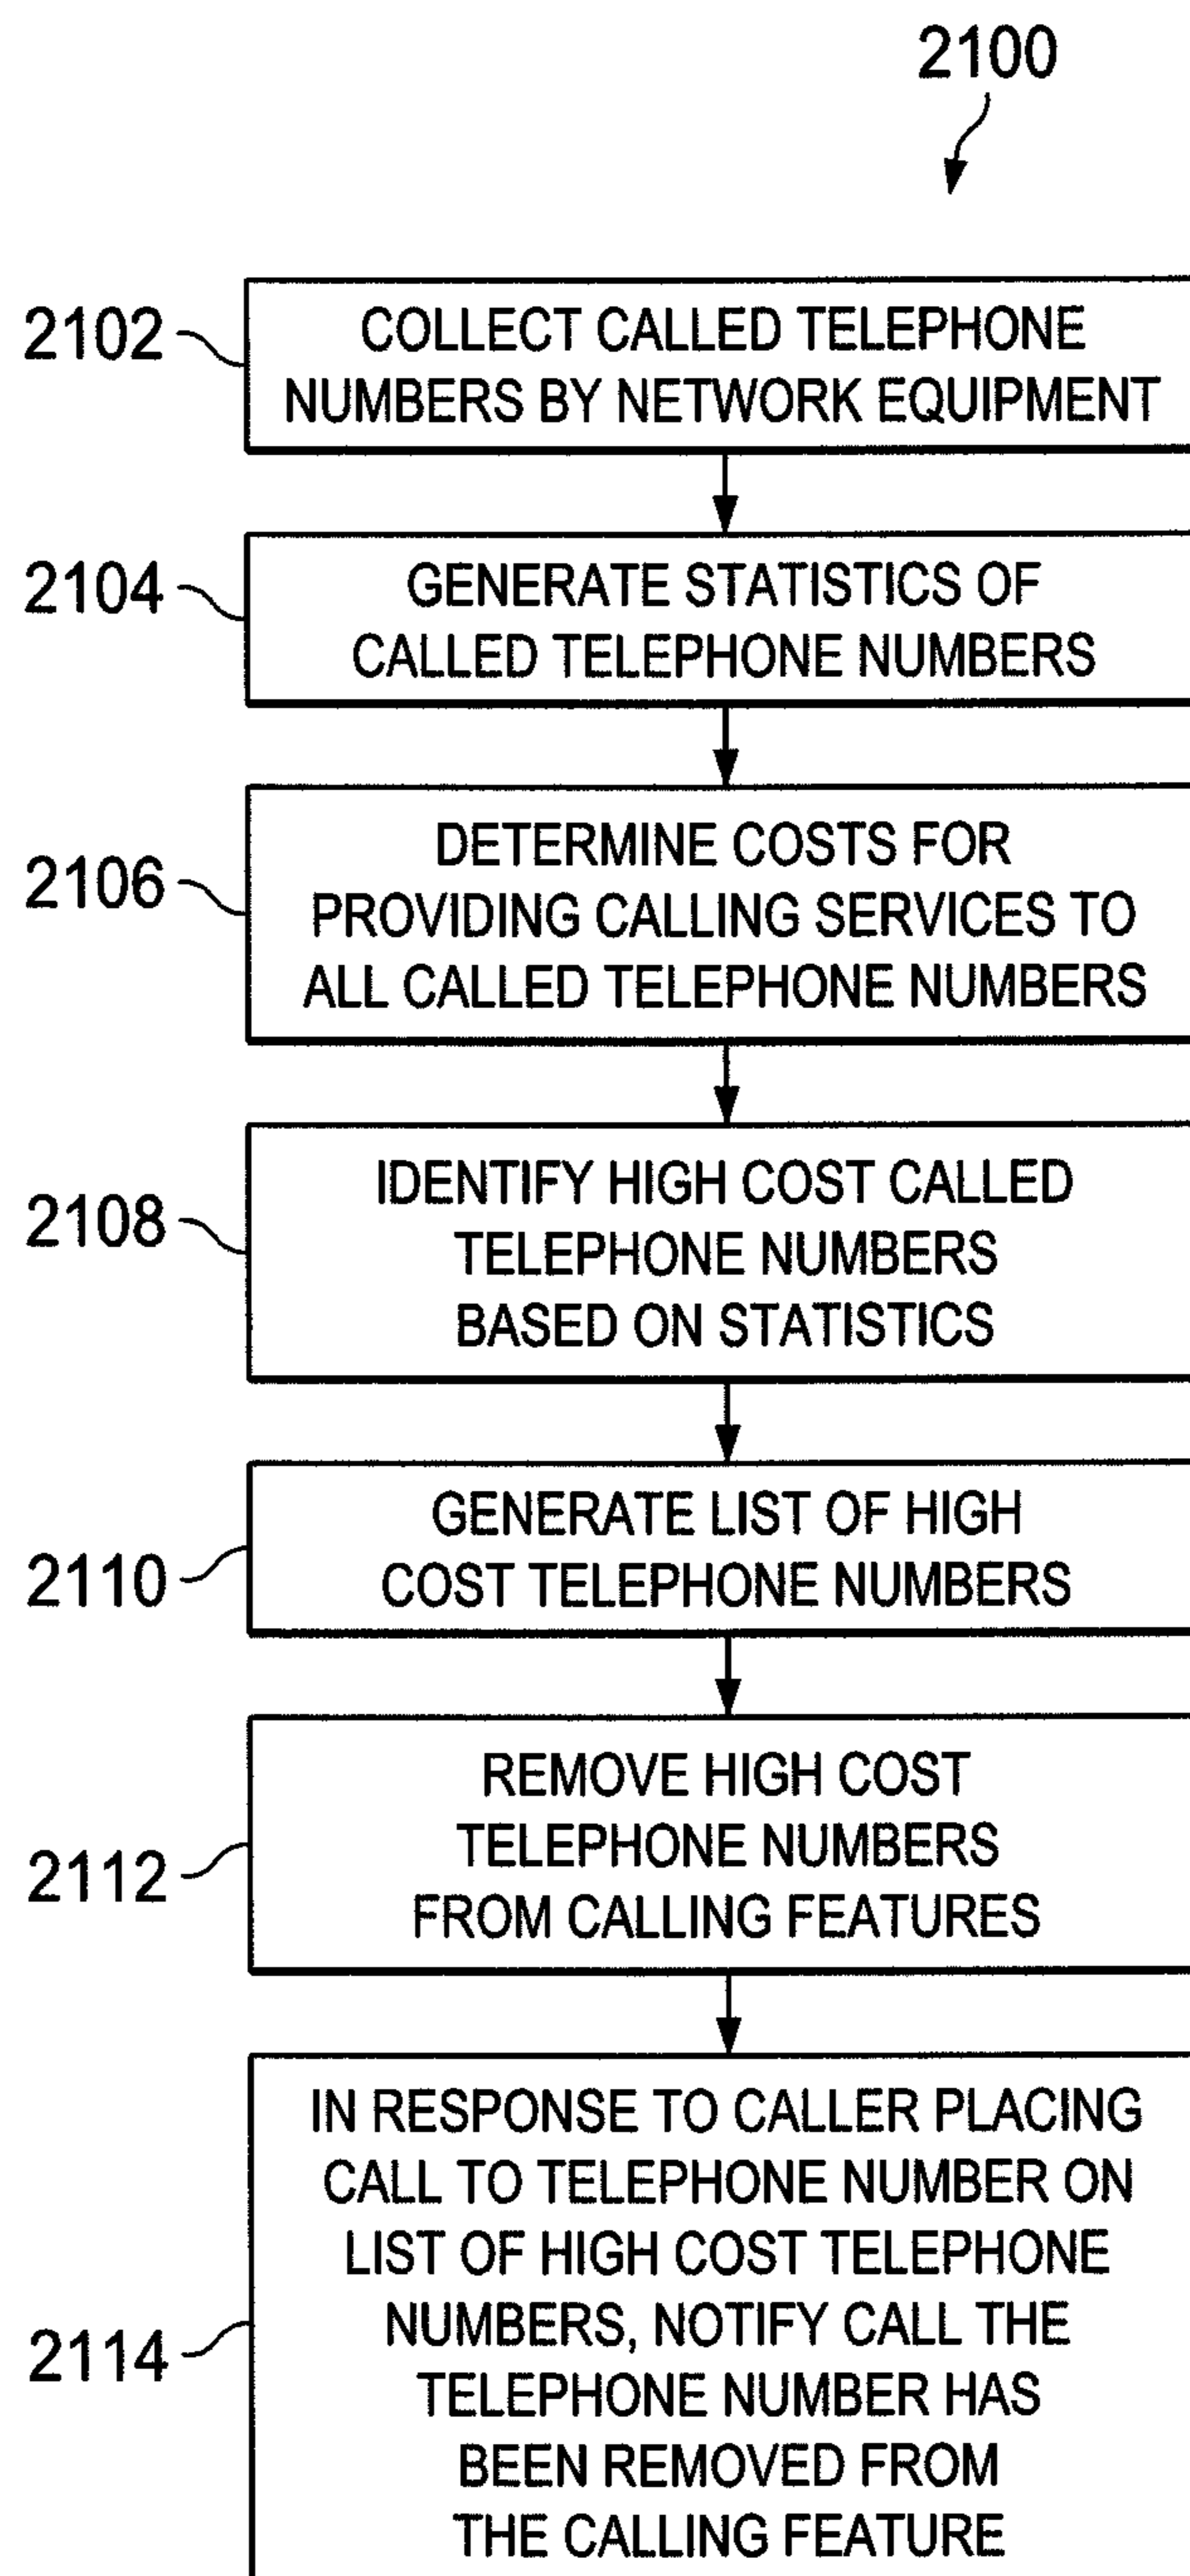 2100
2102
COLLECT CALLED TELEPHONE
NUMBERS BY NETWORK EQUIPMENT
2104
GENERATE STATISTICS OF
CALLED TELEPHONE NUMBERS
2106
DETERMINE COSTS FOR
PROVIDING CALLING SERVICES TO
ALL CALLED TELEPHONE NUMBERS
2108
IDENTIFY HIGH COST CALLED
TELEPHONE NUMBERS
BASED ON STATISTICS
2110
GENERATE LIST OF HIGH
COST TELEPHONE NUMBERS
2112
REMOVE HIGH COST
TELEPHONE NUMBERS
FROM CALLING FEATURES
2114
IN RESPONSE TO CALLER PLACING
CALL TO TELEPHONE NUMBER ON
LIST OF HIGH COST TELEPHONE
NUMBERS, NOTIFY CALL THE
TELEPHONE NUMBER HAS
BEEN REMOVED FROM
THE CALLING FEATURE